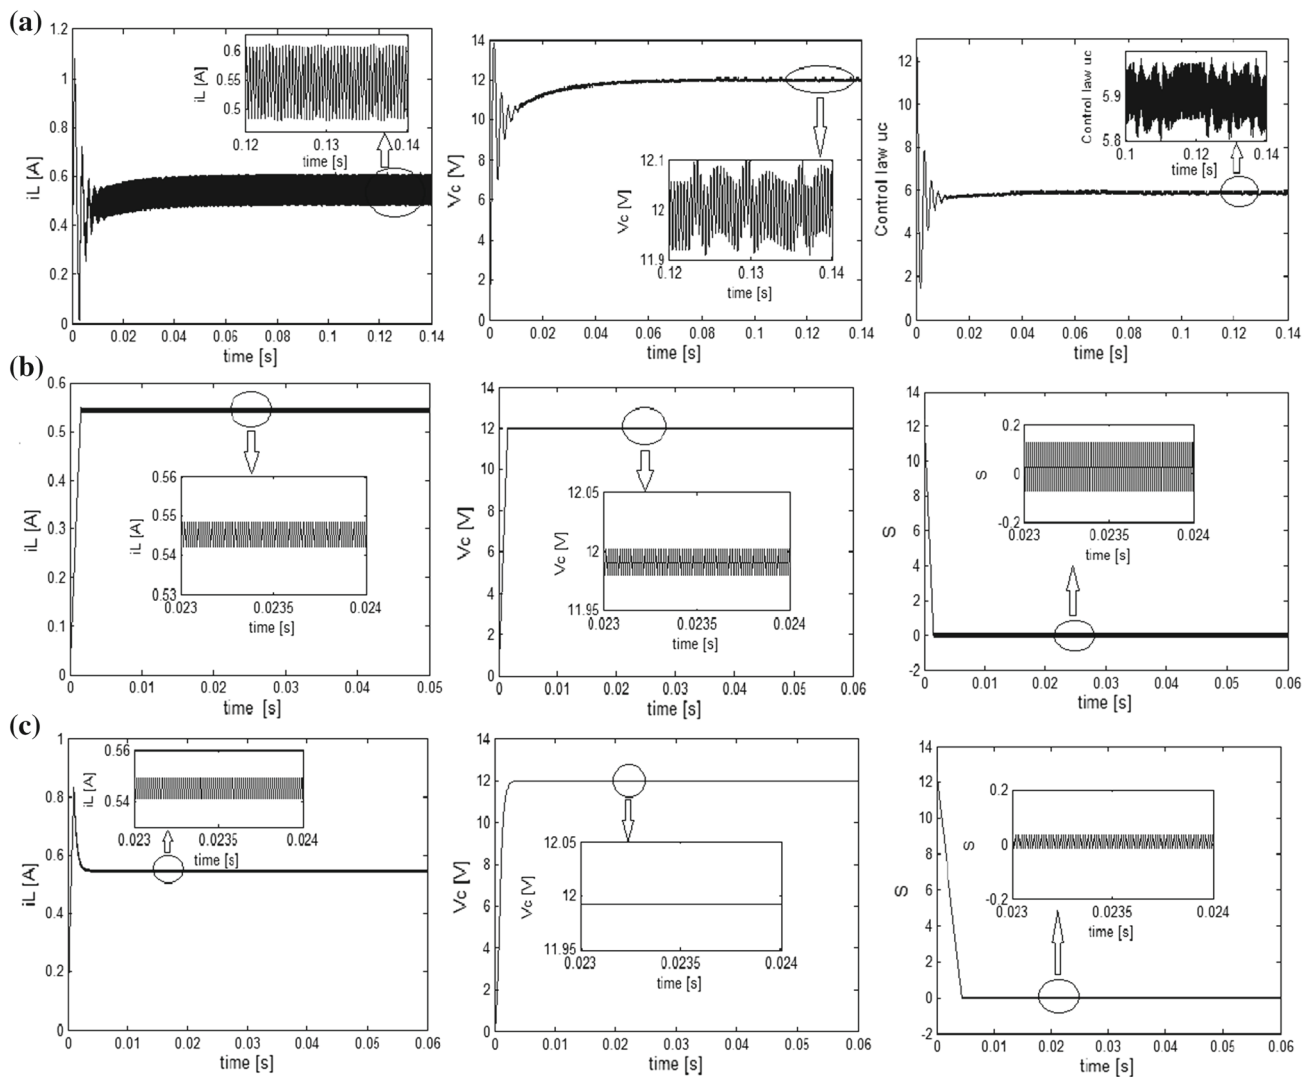 (a)
1.2
1
0.8
0.6
0.4
0.2
0
iL [A]
0 0.02 0.04 0.06 0.08 0.1 0.12 0.14
time [s]
0.6
0.55
0.5
iL [A]
0.12 0.13 0.14
time [s]
14
12
10
8
6
4
2
0
Vc [V]
0 0.02 0.04 0.06 0.08 0.1 0.12 0.14
time [s]
12.1
12
11.9
Vc [V]
0.12 0.13 0.14
time [s]
12
10
8
6
4
2
0
Control law uc
0 0.02 0.04 0.06 0.08 0.1 0.12 0.14
time [s]
5.9
5.8
Control law uc
0.1 0.12 0.14
time [s]
(b)
0.6
0.5
0.4
0.3
0.2
0.1
0
iL [A]
0 0.01 0.02 0.03 0.04 0.05
time [s]
0.56
0.55
0.54
0.53
iL [A]
0.023 0.0235 0.024
time [s]
14
12
10
8
6
4
2
0
Vc [V]
0 0.01 0.02 0.03 0.04 0.05 0.06
time [s]
12.05
12
11.95
Vc [V]
0.023 0.0235 0.024
time [s]
14
12
10
8
6
4
2
0
-2
S
0 0.01 0.02 0.03 0.04 0.05 0.06
time [s]
0.2
0
-0.2
S
0.023 0.0235 0.024
time [s]
(c)
1
0.8
0.6
0.4
0.2
0
iL [A]
0 0.01 0.02 0.03 0.04 0.05 0.06
time [s]
0.56
0.54
iL [A]
0.023 0.0235 0.024
time [s]
14
12
10
8
6
4
2
0
Vc [V]
0 0.01 0.02 0.03 0.04 0.05 0.06
time [s]
12.05
12
11.95
Vc [V]
0.023 0.0235 0.024
time [s]
14
12
10
8
6
4
2
0
-2
S
0 0.01 0.02 0.03 0.04 0.05 0.06
time [s]
0.2
0
-0.2
S
0.023 0.0235 0.024
time [s]